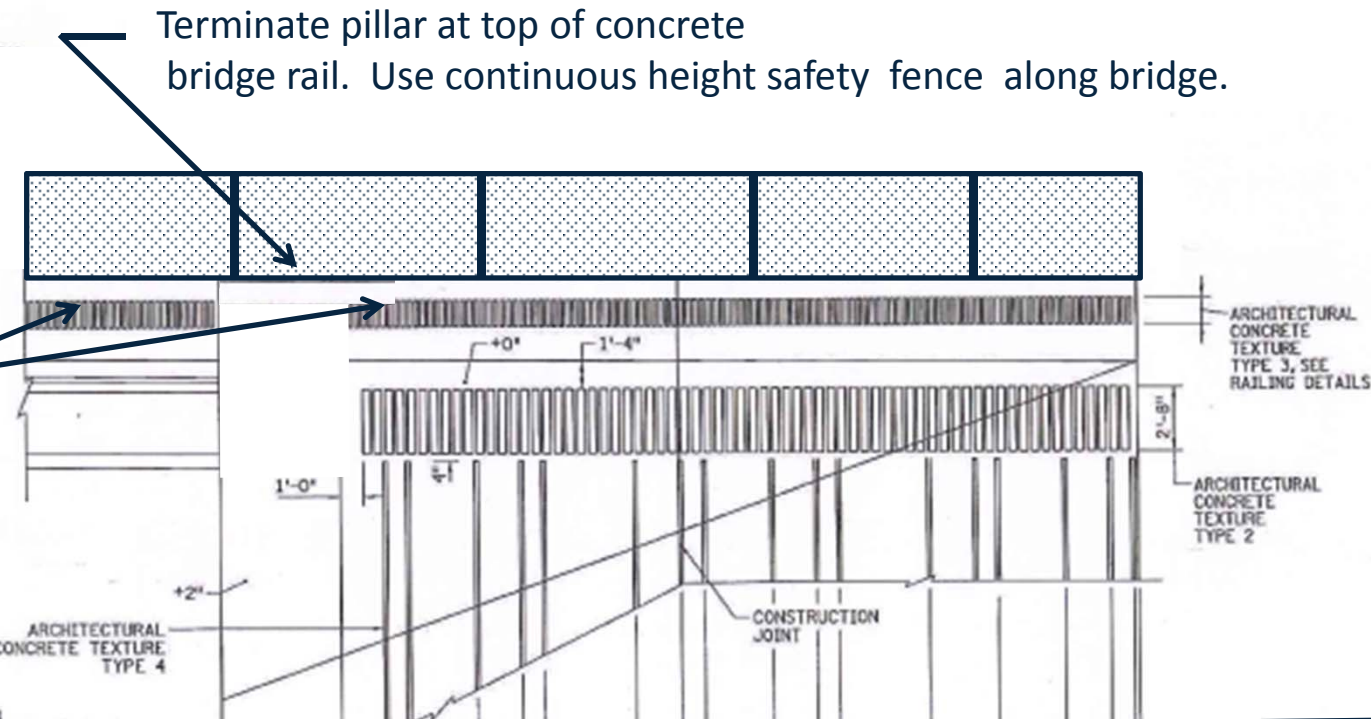 Terminate pillar at top of concrete
bridge rail. Use continuous height safety fence along bridge.
ARCHITECTURAL
CONCRETE
TEXTURE
TYPE 3, SEE
RAILING DETAILS
+0"
1'-4"
2'-8"
1'-0"
4"
ARCHITECTURAL
CONCRETE
TEXTURE
TYPE 2
+2"
CONSTRUCTION
JOINT
ARCHITECTURAL
CONCRETE TEXTURE
TYPE 4